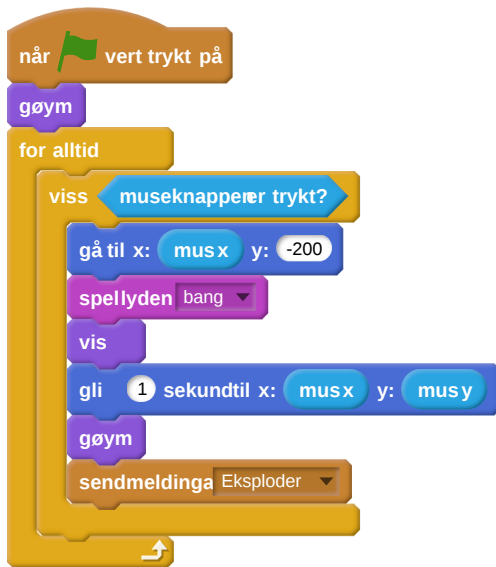 når vert trykt på
gøym
for alltid
viss museknappen er trykt?
gå til x: mus x y: -200
spel lyden bang
vis
gli 1 sekund til x: mus x y: mus y
gøym
send meldinga Eksploder